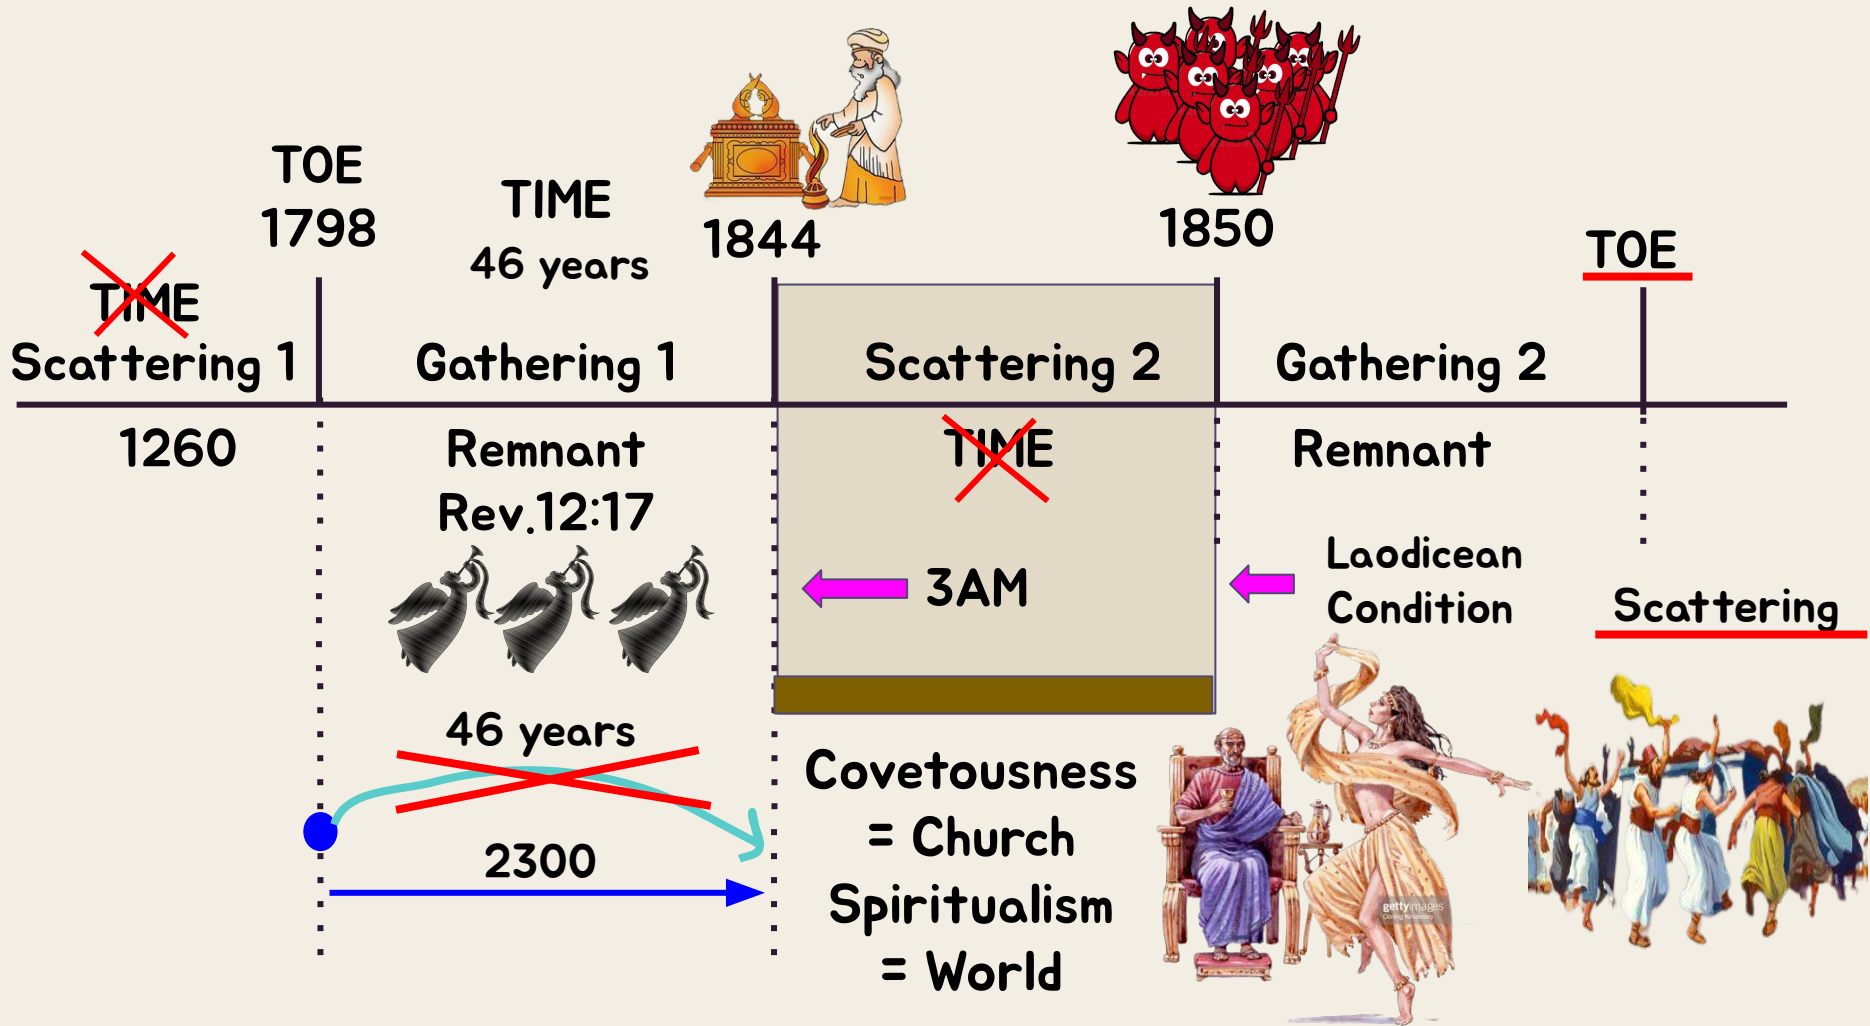 TOE
1798
TIME
46 years
1844
1850
TOE
TIME
Scattering 1
Gathering 1
Scattering 2
Gathering 2
1260
Remnant
Rev.12:17
TIME
Remnant
3AM
Laodicean
Condition
Scattering
46 years
2300
Covetousness
= Church
Spiritualism
= World
gettyimages